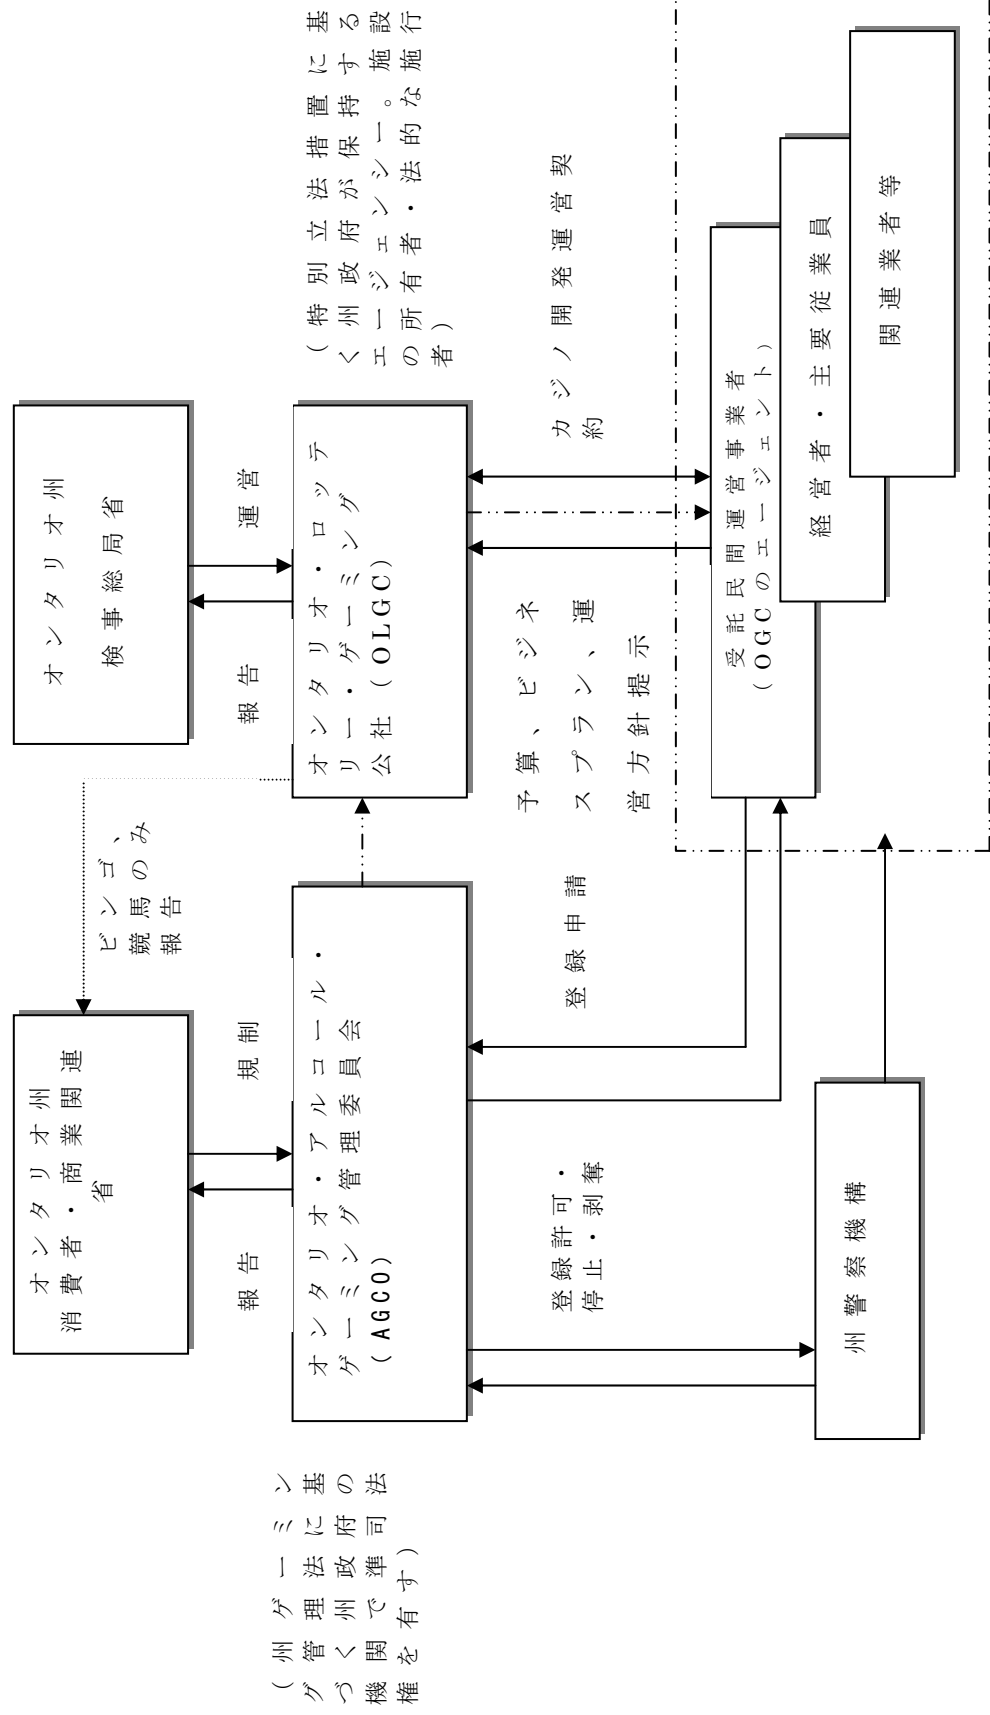 オンタリオ州
消費者・商業関連
省
オンタリオ州
検事総局省
ビンゴ、
競馬のみ
報告
報告
規制
報告
運営
(州ゲーミン
グ管理法に基
づく州政府の
機関で準司法
権を有す)
オンタリオ・アルコール・
ゲーミング管理委員会
(AGCO)
オンタリオ・ロッテ
リー・ゲーミング
公社(OLGC)
(特別立法措置に基
く州政府が保持する
エージェンシー。施設
の所有者・法的な施行
者)
登録許可・
停止・剥奪
登録申請
予算、ビジネ
スプラン、運
営方針提示
カジノ開発運営契
約
州警察機構
受託民間運営事業者
(OGCのエージェント)
経営者・主要従業員
関連業者等